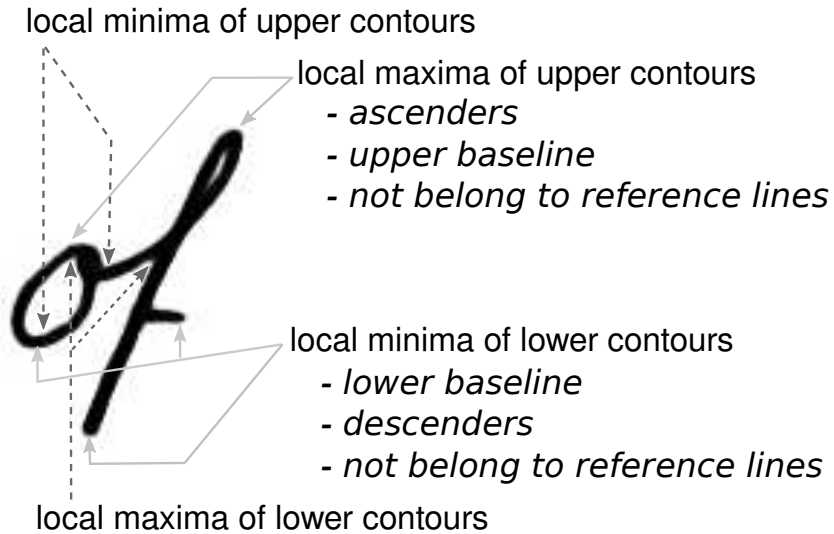 local minima of upper contours
local maxima of upper contours
- ascenders
- upper baseline
- not belong to reference lines
of
local minima of lower contours
- lower baseline
- descenders
- not belong to reference lines
local maxima of lower contours